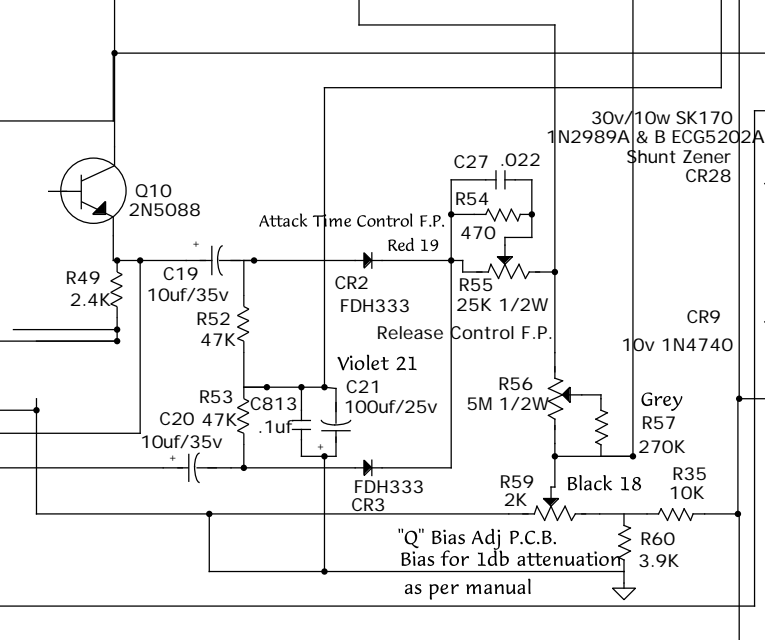 30v/10w SK170
1N2989A & B ECG5202A
Shunt Zener
CR28
C27 .022
R54
470
Q10
2N5088
Attack Time Control F.P.
Red 19
+
C19
10uf/35v
R49
2.4K
CR2
FDH333
R55
25K 1/2W
Release Control F.P.
R52
47K
CR9
10v 1N4740
Violet 21
R53
47K
C813
.1uf
C21
100uf/25v
+
R56
5M 1/2W
Grey
R57
270K
C20
10uf/35v
+
FDH333
CR3
R59
2K
Black 18
R35
10K
"Q" Bias Adj P.C.B.
Bias for 1db attenuation
as per manual
R60
3.9K